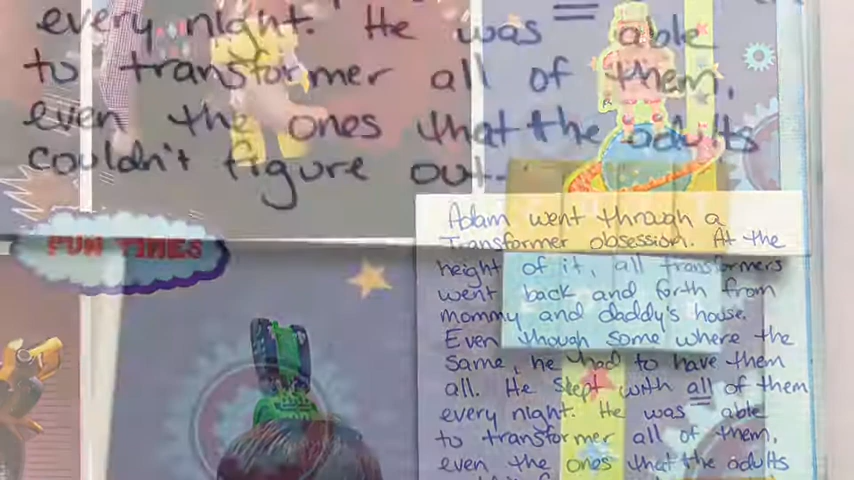 every night. He was able
to transformer all of them,
even the ones that the adults
couldn't figure out.
FUN TIMES
Adam went through a
Transformer obsession. At the
height of it, all transformers
went back and forth from
mommy and daddy's house.
Even though some where the
same, he had to have them
all. He slept with all of them
every night. He was able
to transformer all of them,
even the ones that the adults